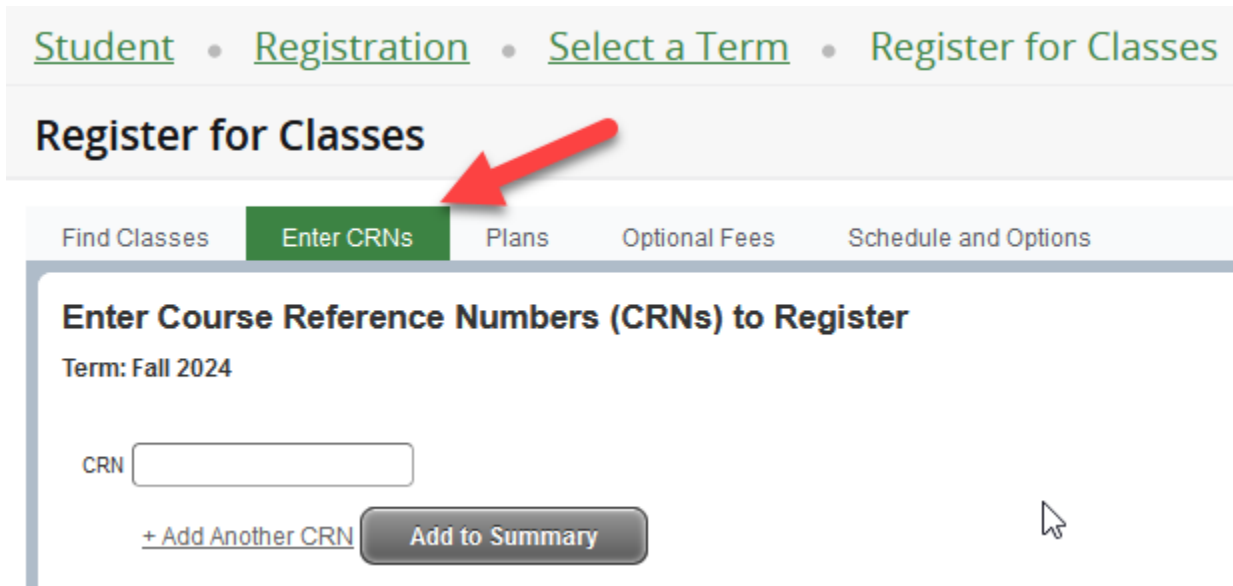 Student • Registration • Select a Term • Register for Classes
Register for Classes
Find Classes Enter CRNs Plans Optional Fees Schedule and Options
Enter Course Reference Numbers (CRNs) to Register
Term: Fall 2024
CRN
+ Add Another CRN Add to Summary